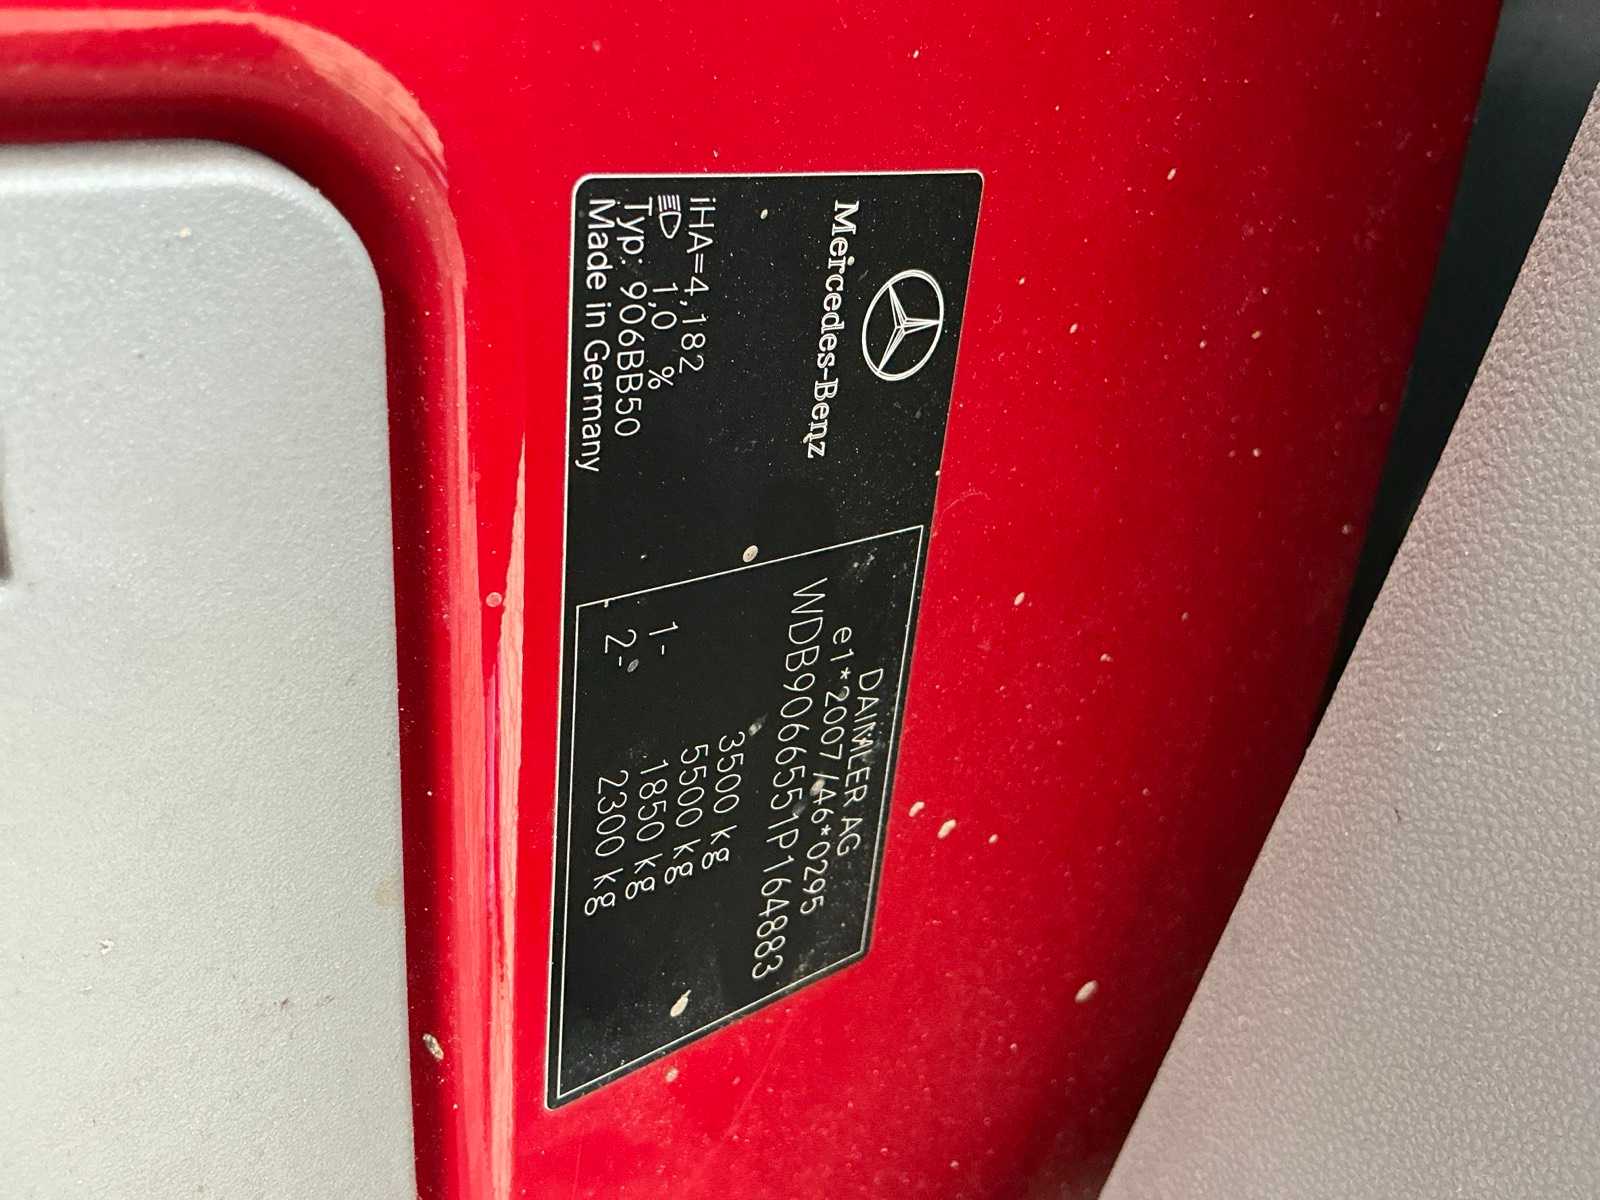 Mercedes-Benz
iHA=4,182
1,0 %
Typ: 906BB50
Made in Germany
DAIMLER AG
e1*2007/46*0295
WDB9066551P164883
3500 kg
5500 kg
1- 1850 kg
2- 2300 kg